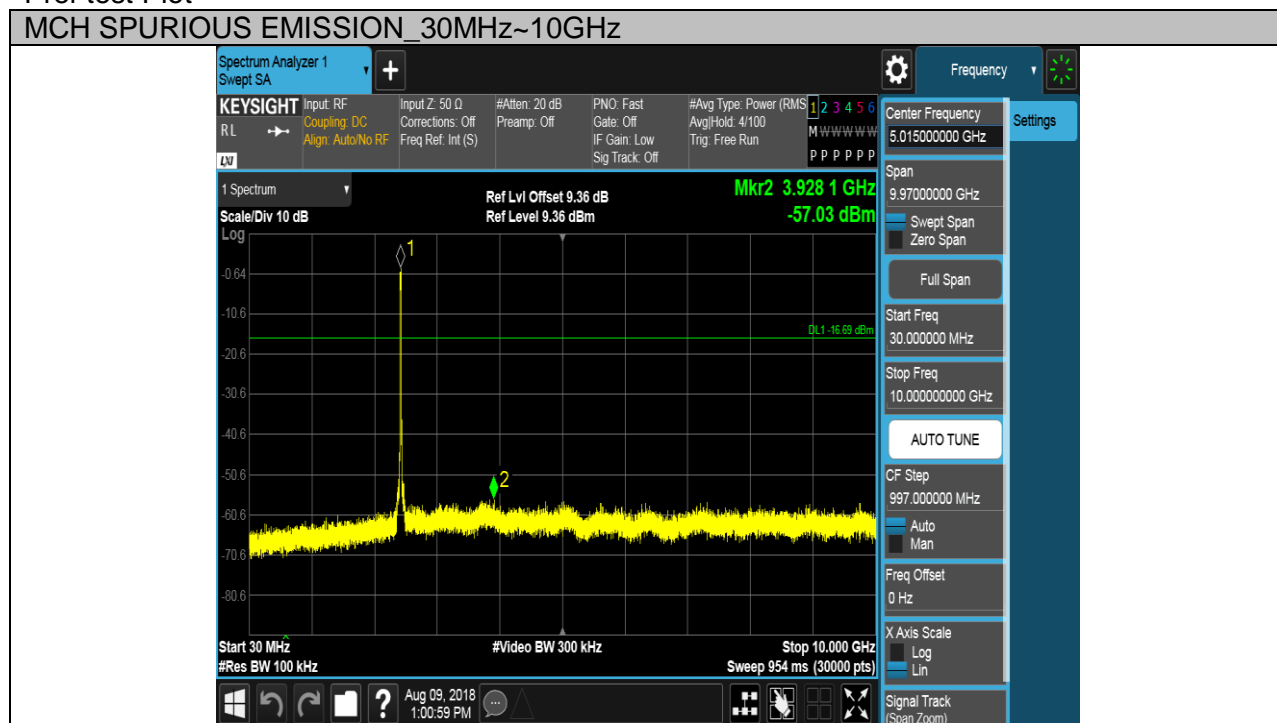 MCH SPURIOUS EMISSION_30MHz~10GHz
Spectrum Analyzer 1
Swept SA
+
Frequency
KEYSIGHT
RL
LXI
Input: RF
Coupling: DC
Align: Auto/No RF
Input Z: 50 Ω
Corrections: Off
Freq Ref: Int (S)
#Atten: 20 dB
Preamp: Off
PNO: Fast
Gate: Off
IF Gain: Low
Sig Track: Off
#Avg Type: Power (RMS
Avg|Hold: 4/100
Trig: Free Run
1 2 3 4 5 6
M W W W W W
P P P P P P
1 Spectrum
Scale/Div 10 dB
Ref Lvl Offset 9.36 dB
Ref Level 9.36 dBm
Mkr2 3.928 1 GHz
-57.03 dBm
Log
1
-0.64
-10.6
DL1 -16.69 dBm
-20.6
-30.6
-40.6
-50.6
2
-60.6
-70.6
-80.6
Start 30 MHz
#Video BW 300 kHz
Stop 10.000 GHz
#Res BW 100 kHz
Sweep 954 ms (30000 pts)
?
Aug 09, 2018
1:00:59 PM
Settings
Center Frequency
5.015000000 GHz
Span
9.97000000 GHz
Swept Span
Zero Span
Full Span
Start Freq
30.000000 MHz
Stop Freq
10.000000000 GHz
AUTO TUNE
CF Step
997.000000 MHz
Auto
Man
Freq Offset
0 Hz
X Axis Scale
Log
Lin
Signal Track
(Span Zoom)